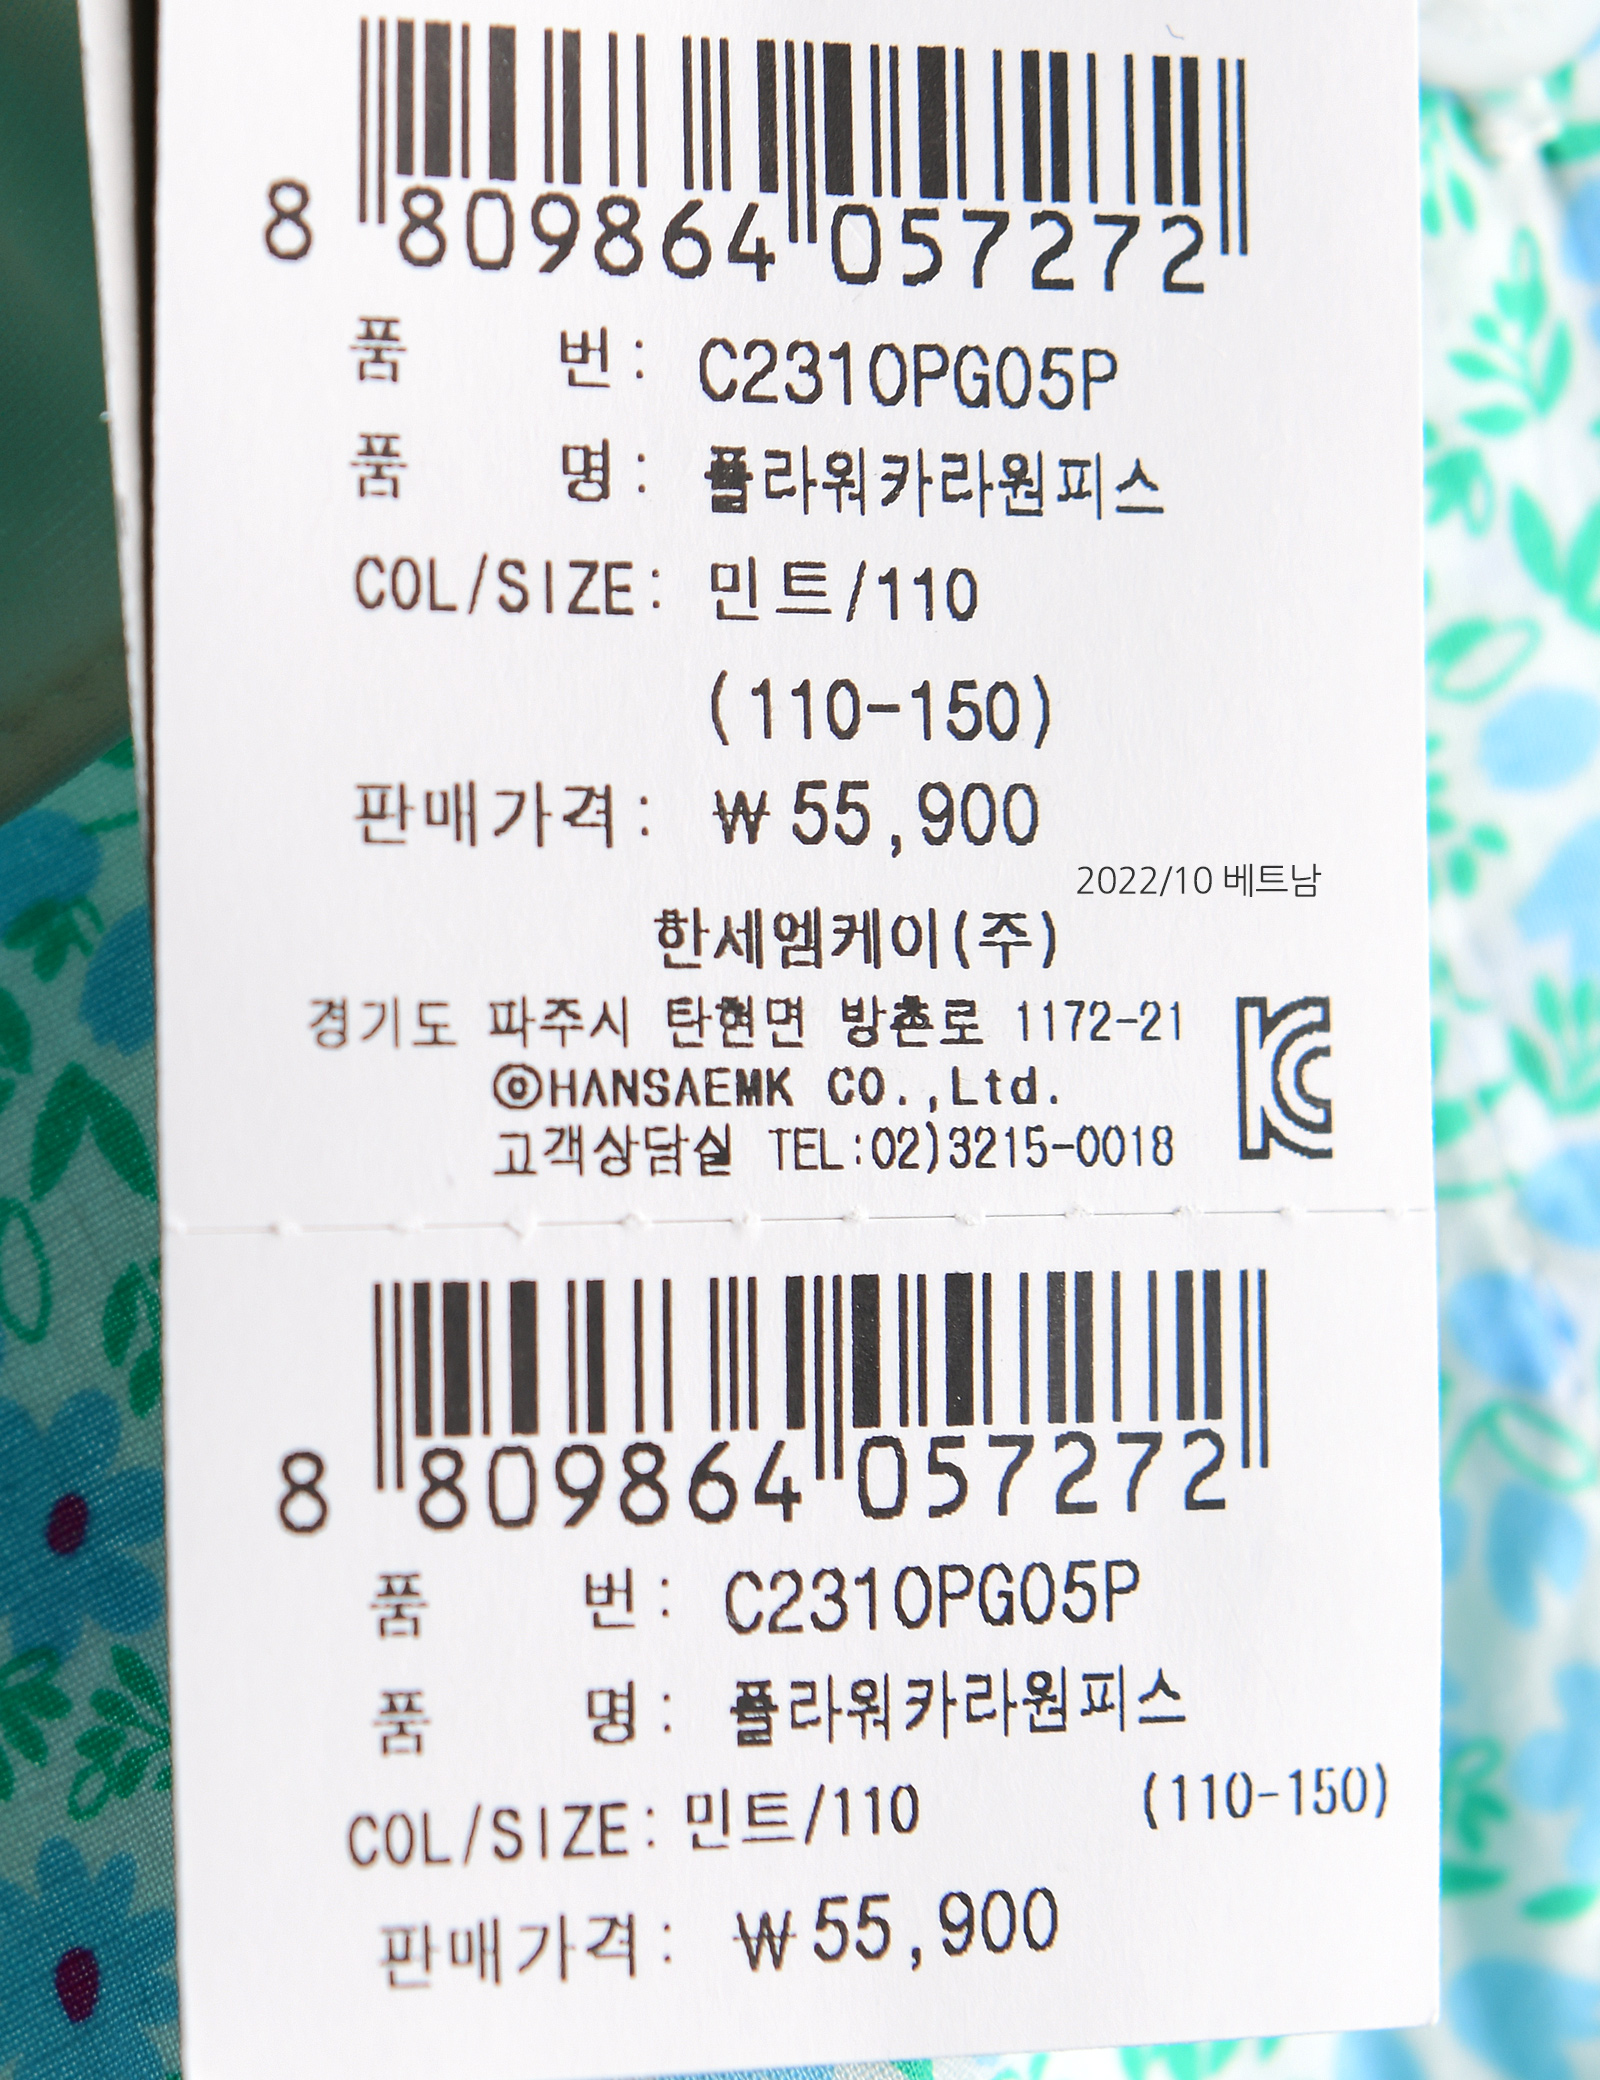 8 809864 057272
품 번: C2310PG05P
품 명: 플라워카라원피스
COL/SIZE: 민트/110
(110-150)
판매가격: ₩55,900
2022/10 베트남
한세엠케이(주)
경기도 파주시 탄현면 방촌로 1172-21
ⓒHANSAEMK CO.,Ltd.
고객상담실 TEL:02)3215-0018
8 809864 057272
품 번: C2310PG05P
품 명: 플라워카라원피스
COL/SIZE: 민트/110 (110-150)
판매가격: ₩55,900